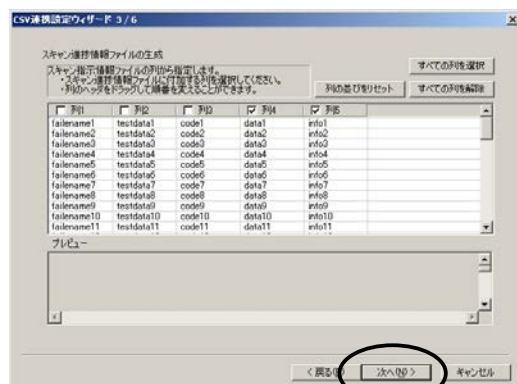 CSV連携設定ウィザード 3 / 6
スキャン進捗情報ファイルの生成
スキャン指示情報ファイルの列から指定します。
・スキャン進捗情報ファイルに付加する列を選択してください。
・列のヘッダをドラッグして順番を変えることができます。
すべての列を選択
列の並びをリセット
すべての列を解除
列1 列2 列3 列4 列5
failename1 testdata1 code1 data1 info1
failename2 testdata2 code2 data2 info2
failename3 testdata3 code3 data3 info3
failename4 testdata4 code4 data4 info4
failename5 testdata5 code5 data5 info5
failename6 testdata6 code6 data6 info6
failename7 testdata7 code7 data7 info7
failename8 testdata8 code8 data8 info8
failename9 testdata9 code9 data9 info9
failename10 testdata10 code10 data10 info10
failename11 testdata11 code11 data11 info11
プレビュー
< 戻る(B)
次へ(N) >
キャンセル